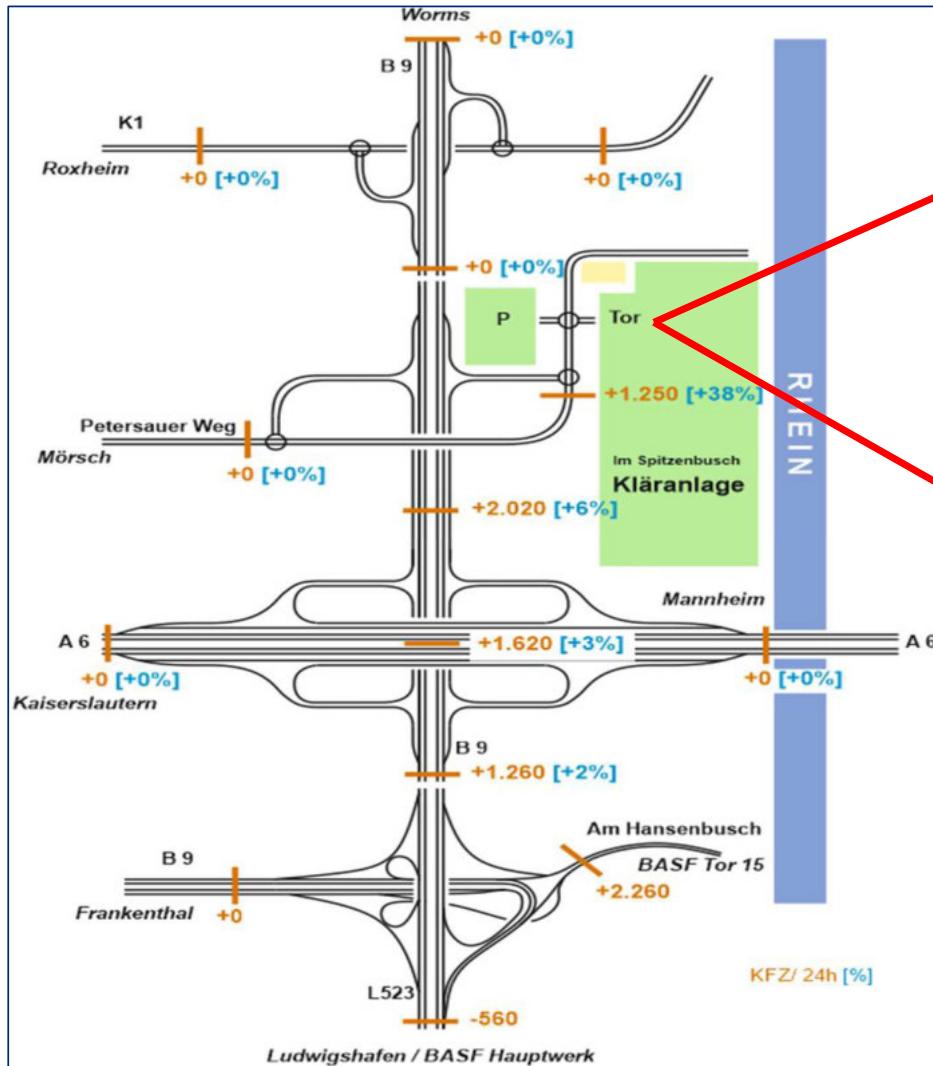 Worms
+0 [+0%]
B 9
K1
Roxheim
+0 [+0%]
+0 [+0%]
+0 [+0%]
P
Tor
+1.250 [+38%]
RHEIN
Petersauer Weg
Mörsch
+0 [+0%]
Im Spitzenbusch
Kläranlage
+2.020 [+6%]
Mannheim
A 6
+1.620 [+3%]
A 6
+0 [+0%]
+0 [+0%]
Kaiserslautern
B 9
+1.260 [+2%]
Am Hansenbusch
B 9
BASF Tor 15
+2.260
Frankenthal
+0
KFZ/ 24h [%]
L523
-560
Ludwigshafen / BASF Hauptwerk